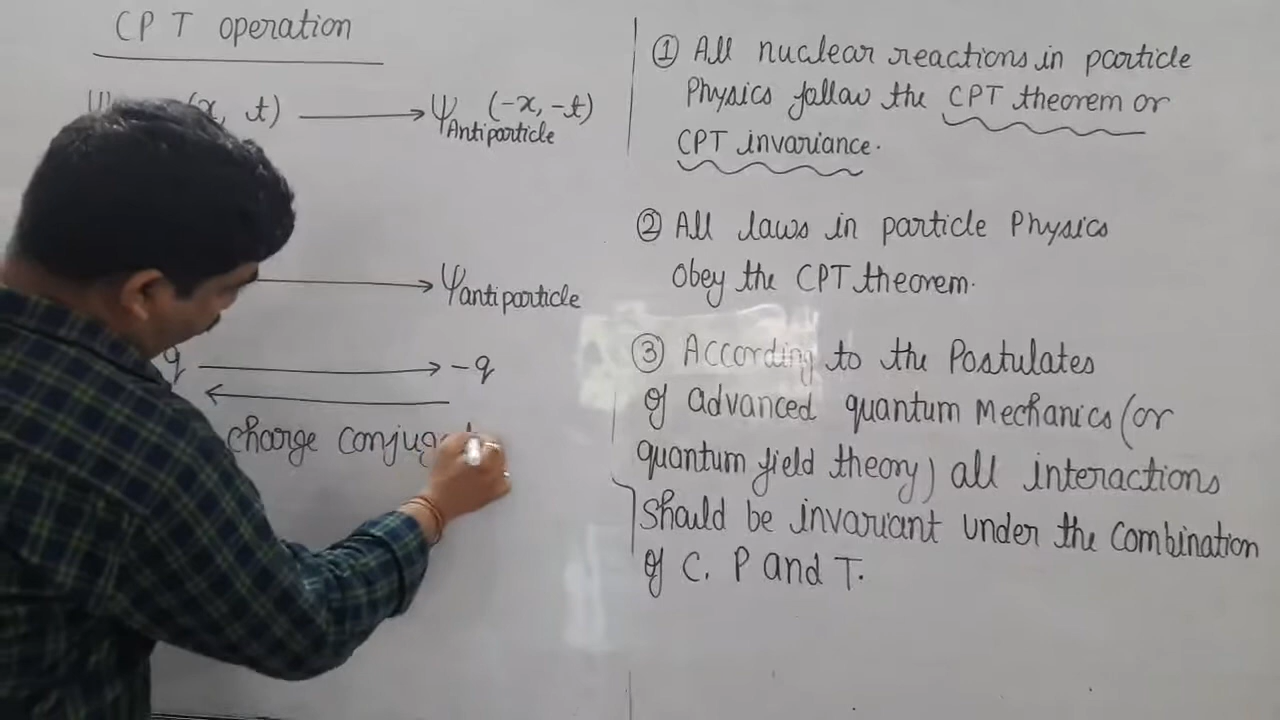 CPT operation
Ψ (x, t) ⟶ Ψ Antiparticle (-x, -t)
⟶ Ψ antiparticle
q ⟶ -q
⟵
charge conjug
① All nuclear reactions in particle
Physics follow the CPT theorem or
CPT invariance.
② All laws in particle Physics
obey the CPT theorem.
③ According to the Postulates
of advanced quantum Mechanics (or
quantum field theory) all interactions
should be invariant under the combination
of C. P and T.